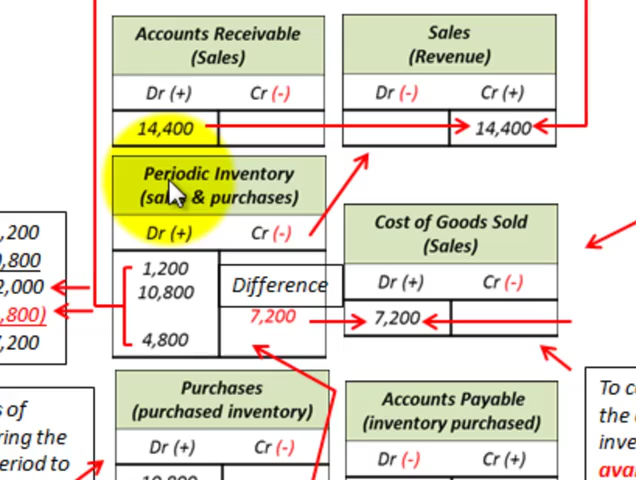 Accounts Receivable
(Sales)
Dr (+) Cr (-)
14,400
Sales
(Revenue)
Dr (-) Cr (+)
14,400
Periodic Inventory
& purchases)
Dr (+) Cr (-)
1,200
10,800
Difference
7,200
4,800
Cost of Goods Sold
(Sales)
Dr (+) Cr (-)
7,200
,200
,800
2,000
,800)
,200
Purchases
(purchased inventory)
Dr (+) Cr (-)
10,800
Accounts Payable
(inventory purchased)
Dr (-) Cr (+)
s of
ring the
eriod to
To c
the
inve
ava